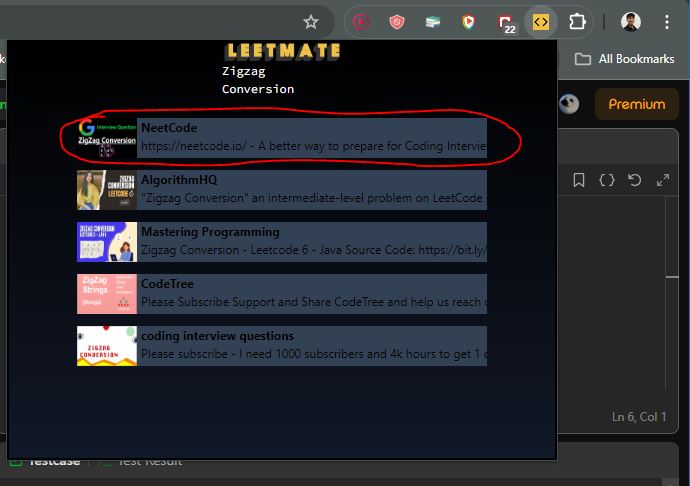 22
All Bookmarks
LEETMATE
Zigzag
Conversion
Premium
Interview Question
ZigZag Conversion
NeetCode
https://neetcode.io/ - A better way to prepare for Coding Intervie
ZIGZAG
CONVERSION
LEETCODE
AlgorithmHQ
"Zigzag Conversion" an intermediate-level problem on LeetCode
ZIGZAG CONVERSION
Mastering Programming
Zigzag Conversion - Leetcode 6 - Java Source Code: https://bit.ly/
ZigZag
Strings
CodeTree
Please Subscribe Support and Share CodeTree and help us reach
ZIGZAG
CONVERSION
coding interview questions
Please subscribe - I need 1000 subscribers and 4k hours to get 1
Ln 6, Col 1
Testcase
Test Result